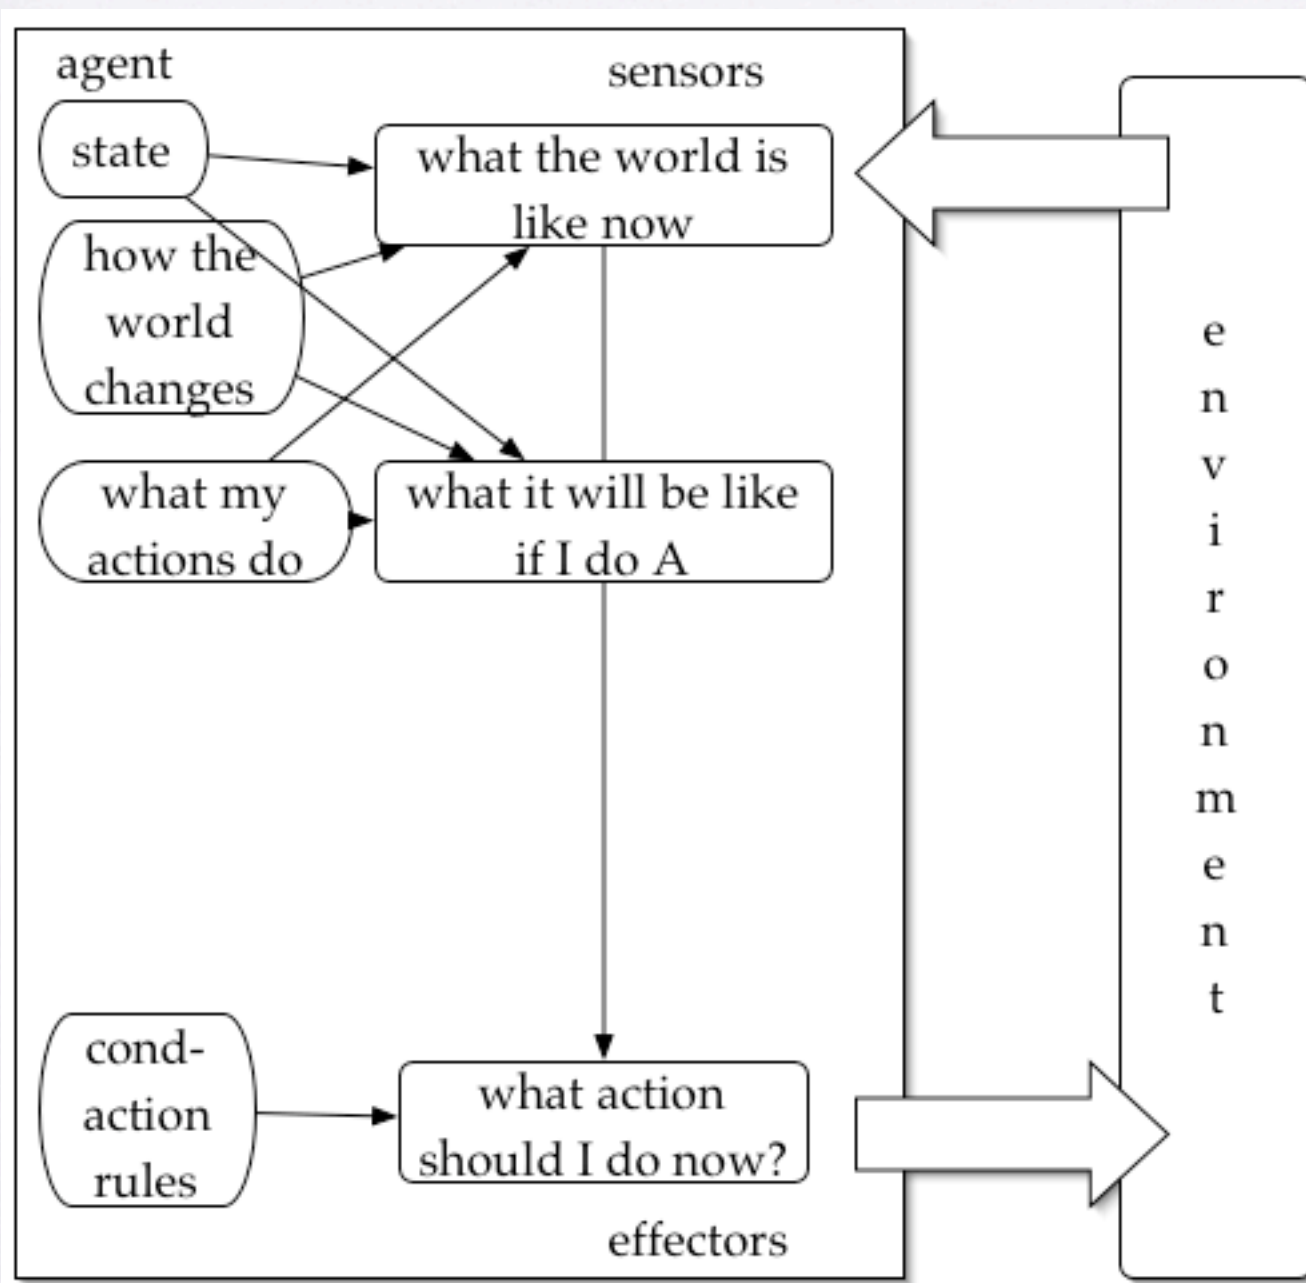 agent
sensors
state
what the world is
like now
how the
world
changes
what my
actions do
what it will be like
if I do A
cond-
action
rules
what action
should I do now?
effectors
e
n
v
i
r
o
n
m
e
n
t